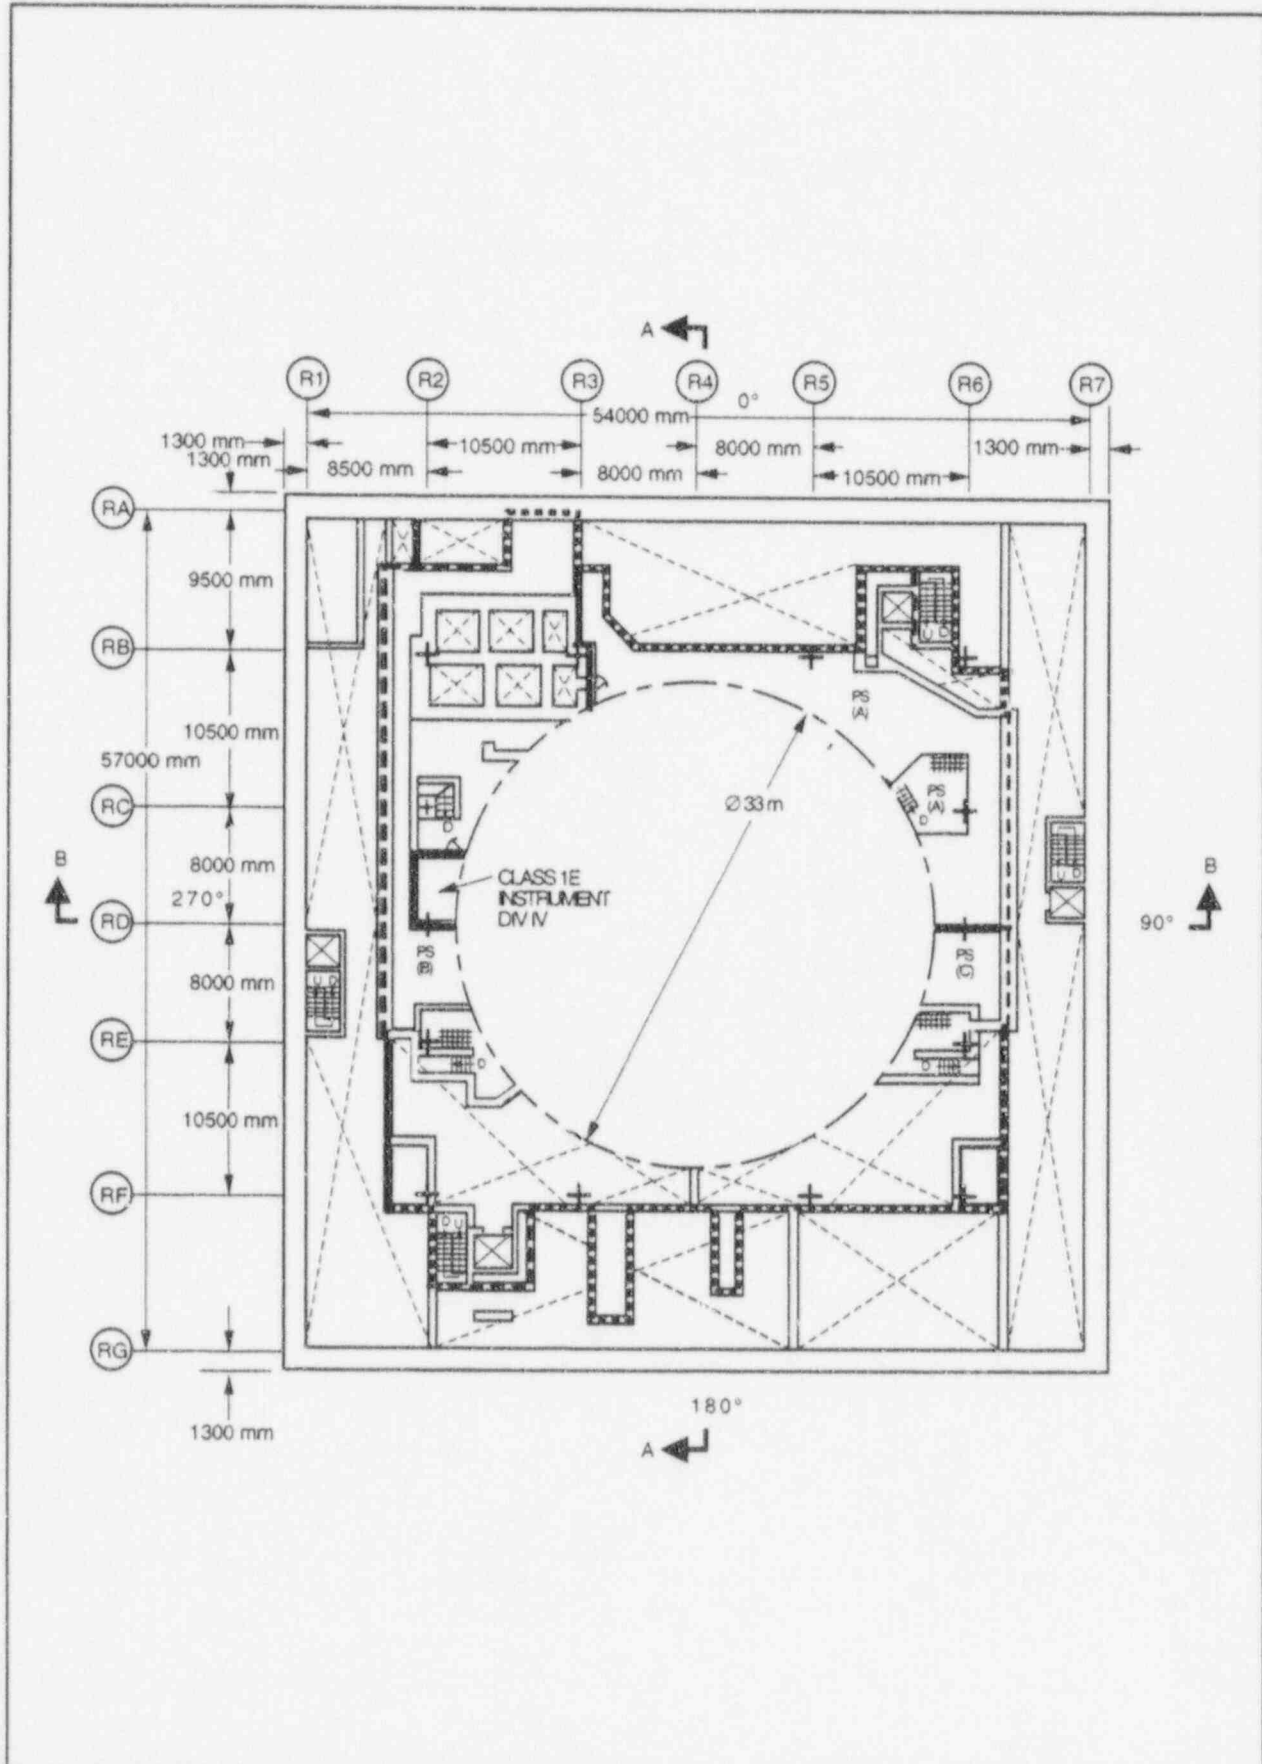 A
R1 R2 R3 R4 R5 R6 R7
0°
54000 mm
1300 mm 10500 mm 8000 mm 1300 mm
1300 mm 8500 mm 8000 mm 10500 mm
RA
9500 mm
RB
U D
PS
(A)
10500 mm
57000 mm
Ø 33 m
PS
(A)
RC
D
D
8000 mm
CLASS 1E
INSTRUMENT
DIV IV
B
B
270°
U D
RD
90°
PS
(B)
PS
(C)
8000 mm
U D
RE
D
D
10500 mm
RF
D U
RG
1300 mm
180°
A